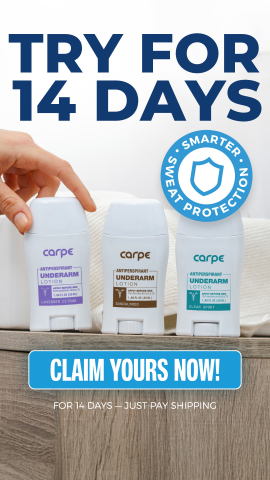 TRY FOR
14 DAYS
• SMARTER •
SWEAT PROTECTION
carpe
ANTIPERSPIRANT
UNDERARM
LOTION
carpe
ANTIPERSPIRANT
UNDERARM
LOTION
SANDALWOOD
carpe
ANTIPERSPIRANT
UNDERARM
LOTION
CLAIM YOURS NOW!
FOR 14 DAYS — JUST PAY SHIPPING